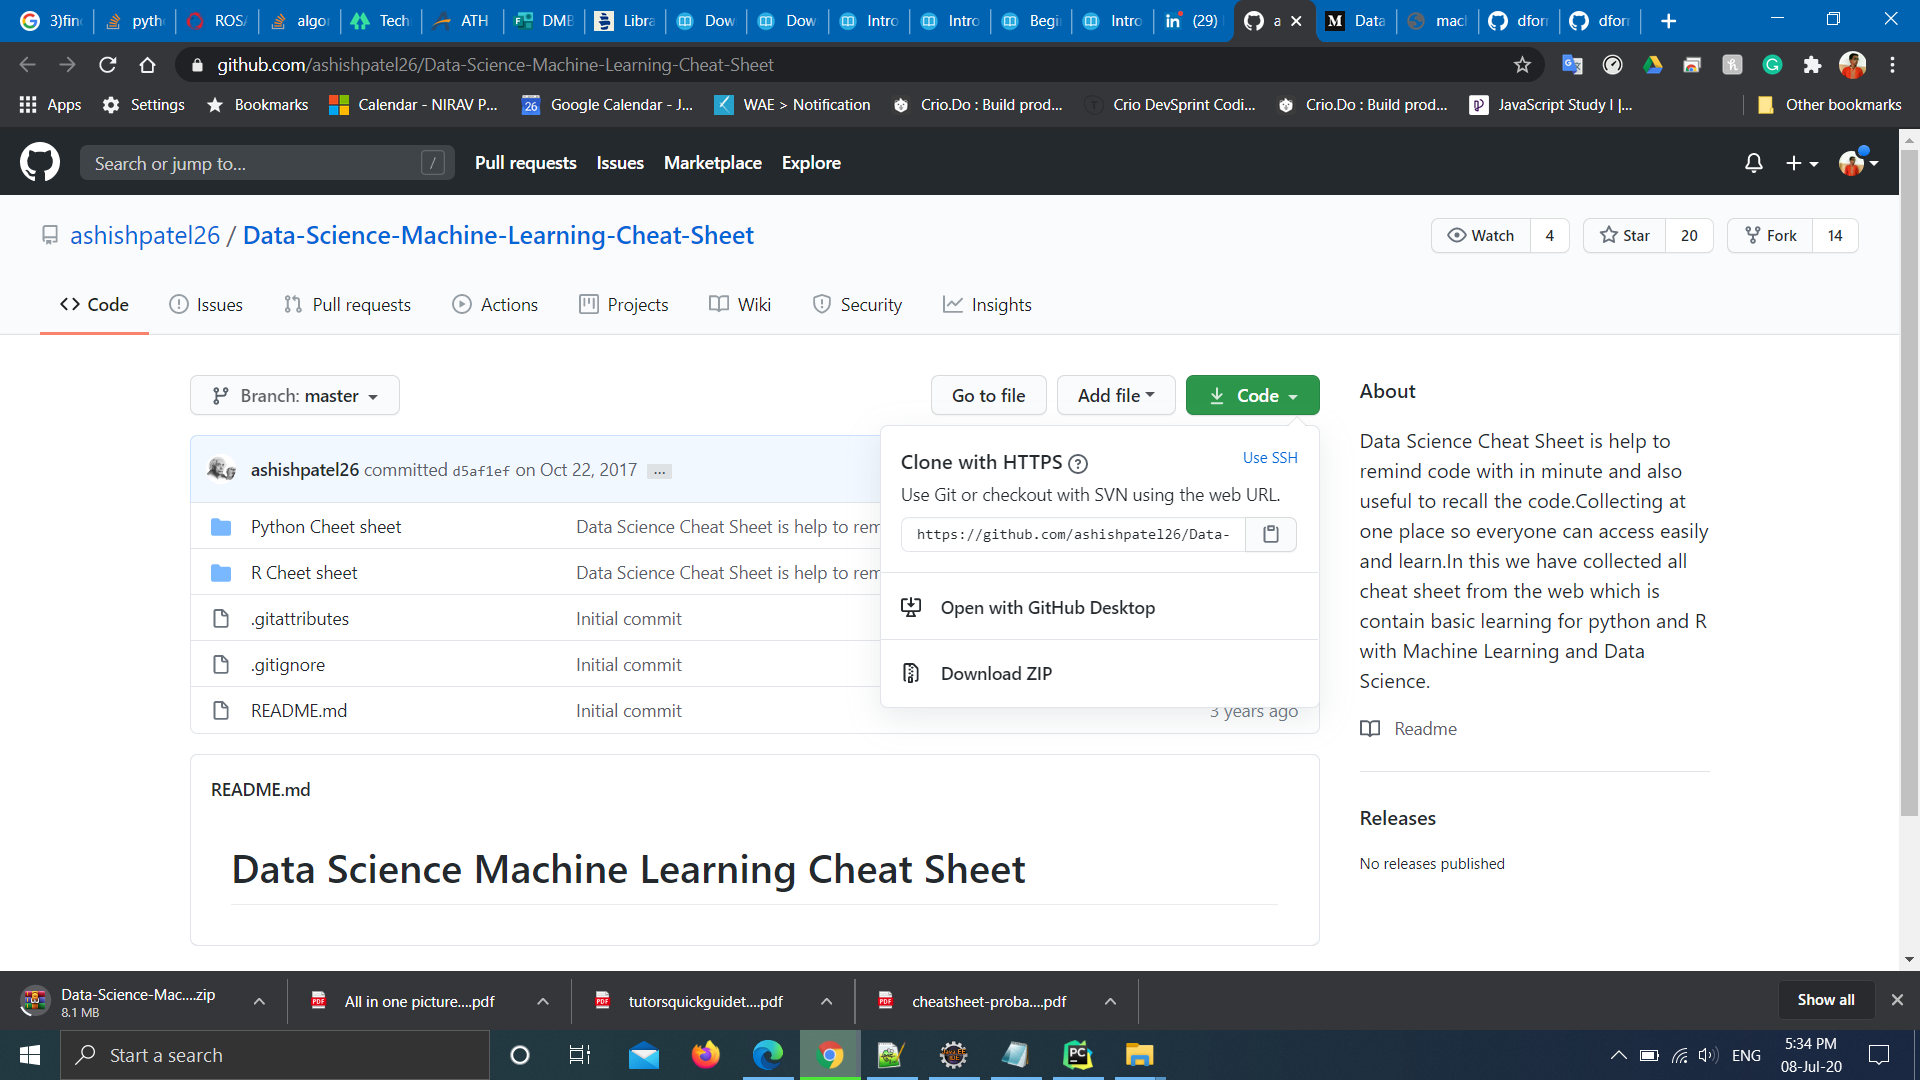 3)fin
pyth
ROS
algo
Tech
ATH
DMB
Libra
Dow
Dow
Intro
Intro
Begi
Intro
(29)
a
Data
mac
dfor
dfor
github.com/ashishpatel26/Data-Science-Machine-Learning-Cheat-Sheet
Apps
Settings
Bookmarks
Calendar - NIRAV P...
26
Google Calendar - J...
WAE > Notification
Crio.Do : Build prod...
Crio DevSprint Codi...
Crio.Do : Build prod...
JavaScript Study I |...
Other bookmarks
Search or jump to...
/
Pull requests
Issues
Marketplace
Explore
ashishpatel26 / Data-Science-Machine-Learning-Cheat-Sheet
Watch 4
Star 20
Fork 14
Code
Issues
Pull requests
Actions
Projects
Wiki
Security
Insights
Branch: master
Go to file
Add file
Code
ashishpatel26 committed d5af1ef on Oct 22, 2017 ...
Python Cheet sheet
Data Science Cheat Sheet is help to rem
R Cheet sheet
Data Science Cheat Sheet is help to rem
.gitattributes
Initial commit
.gitignore
Initial commit
README.md
Initial commit
3 years ago
Clone with HTTPS ?
Use SSH
Use Git or checkout with SVN using the web URL.
https://github.com/ashishpatel26/Data-
Open with GitHub Desktop
Download ZIP
About
Data Science Cheat Sheet is help to
remind code with in minute and also
useful to recall the code.Collecting at
one place so everyone can access easily
and learn.In this we have collected all
cheat sheet from the web which is
contain basic learning for python and R
with Machine Learning and Data
Science.
Readme
Releases
No releases published
README.md
Data Science Machine Learning Cheat Sheet
Data-Science-Mac....zip
8.1 MB
All in one picture....pdf
tutorsquickguidet....pdf
cheatsheet-proba....pdf
Show all
Start a search
ENG
5:34 PM
08-Jul-20